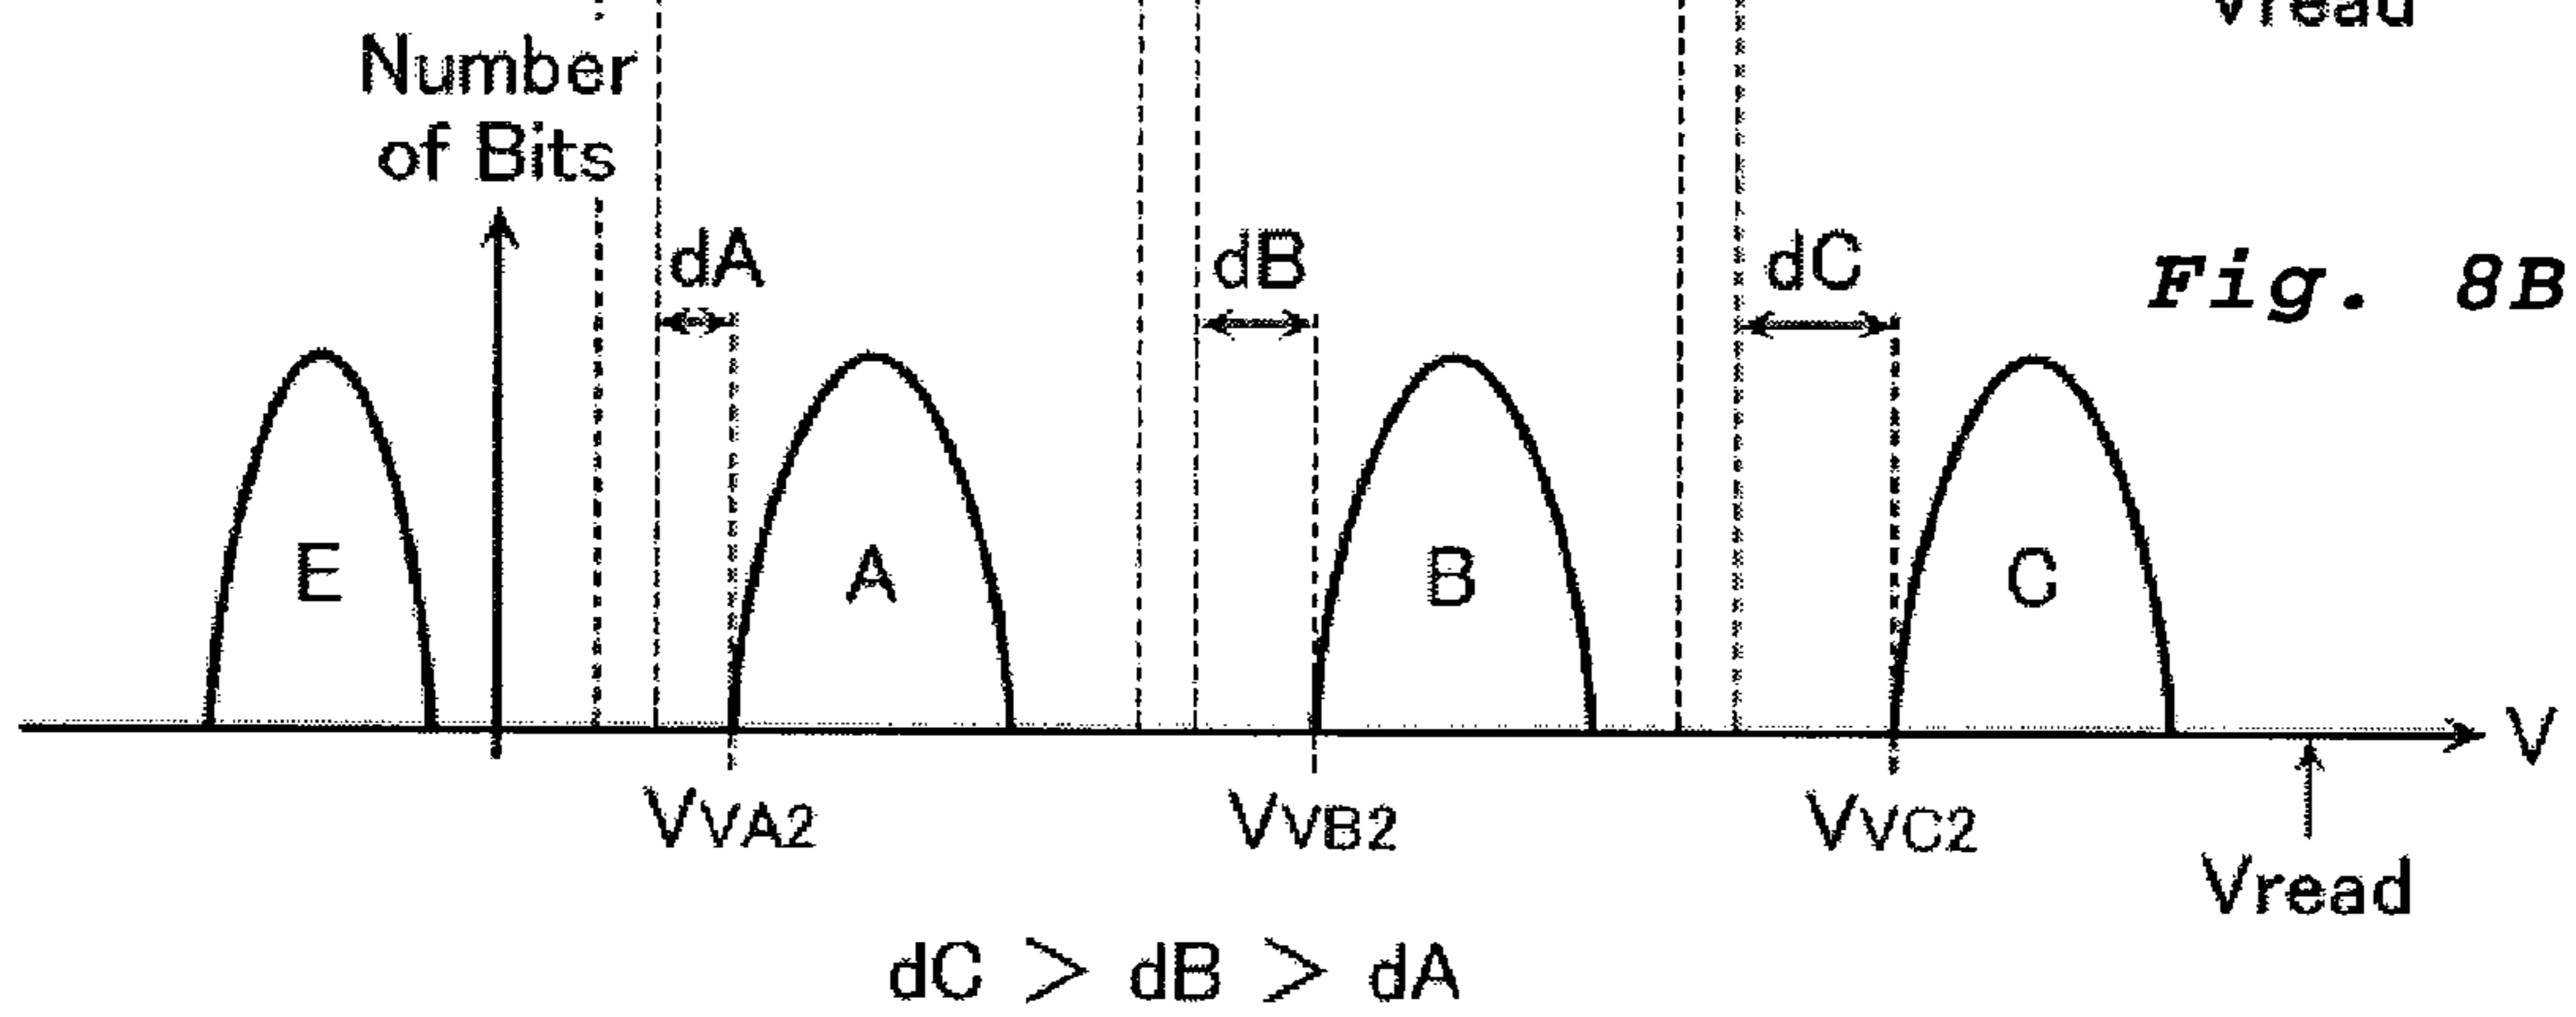 Vread
Number
of Bits
dA
dB
dC
Fig. 8B
E
A
B
C
V
VVA2
VVB2
VVC2
Vread
dC > dB > dA